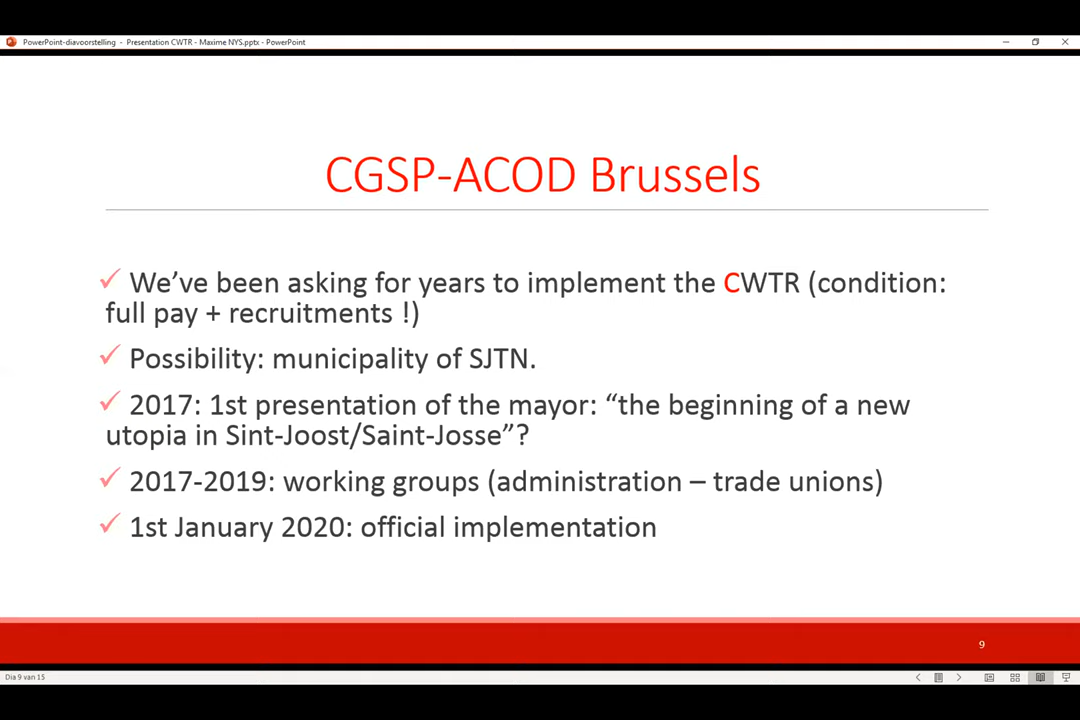 PowerPoint-diavoorstelling - Presentation CWTR - Maxime NYS.pptx - PowerPoint
CGSP-ACOD Brussels
✓ We’ve been asking for years to implement the CWTR (condition:
full pay + recruitments !)
✓ Possibility: municipality of SJTN.
✓ 2017: 1st presentation of the mayor: “the beginning of a new
utopia in Sint-Joost/Saint-Josse”?
✓ 2017-2019: working groups (administration – trade unions)
✓ 1st January 2020: official implementation
9
Dia 9 van 15